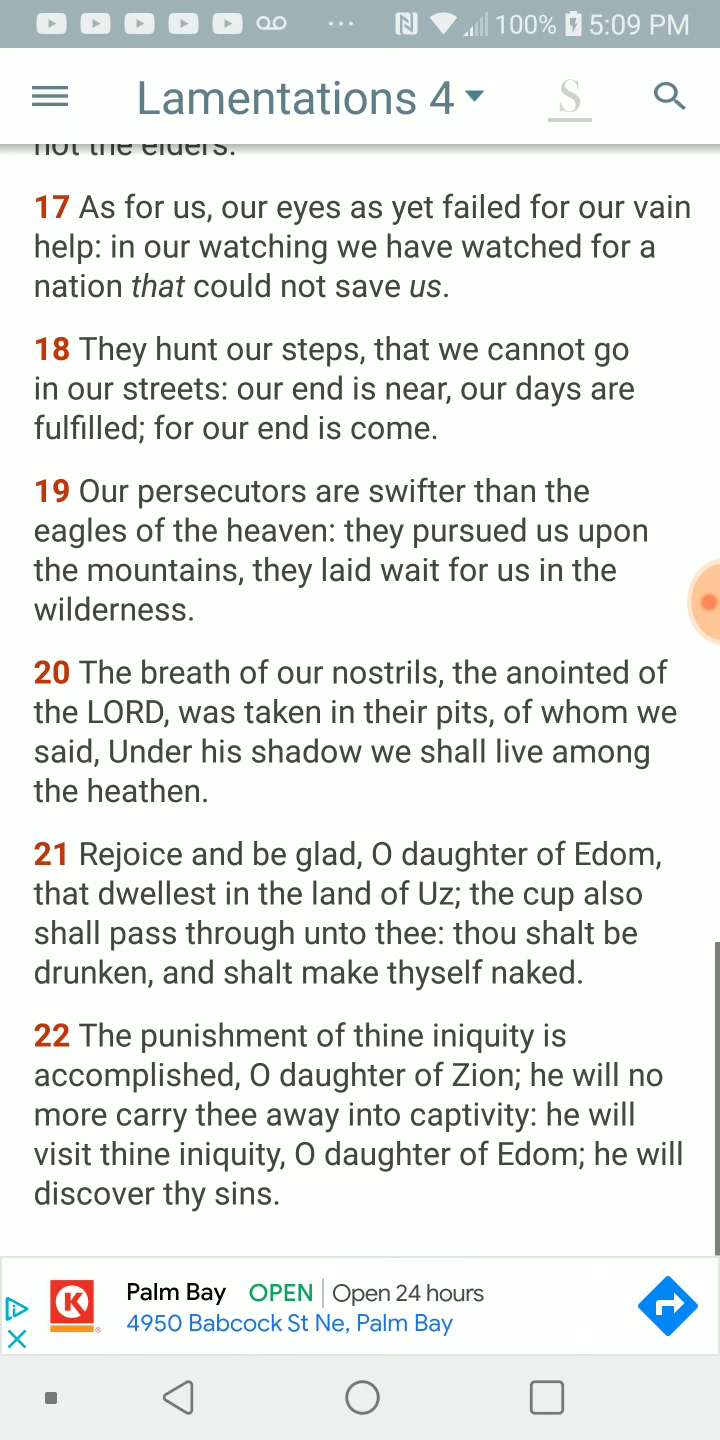 100% 5:09 PM
Lamentations 4 S
not the elders.
17 As for us, our eyes as yet failed for our vain
help: in our watching we have watched for a
nation that could not save us.
18 They hunt our steps, that we cannot go
in our streets: our end is near, our days are
fulfilled; for our end is come.
19 Our persecutors are swifter than the
eagles of the heaven: they pursued us upon
the mountains, they laid wait for us in the
wilderness.
20 The breath of our nostrils, the anointed of
the LORD, was taken in their pits, of whom we
said, Under his shadow we shall live among
the heathen.
21 Rejoice and be glad, O daughter of Edom,
that dwellest in the land of Uz; the cup also
shall pass through unto thee: thou shalt be
drunken, and shalt make thyself naked.
22 The punishment of thine iniquity is
accomplished, O daughter of Zion; he will no
more carry thee away into captivity: he will
visit thine iniquity, O daughter of Edom; he will
discover thy sins.
K
Palm Bay OPEN Open 24 hours
4950 Babcock St Ne, Palm Bay